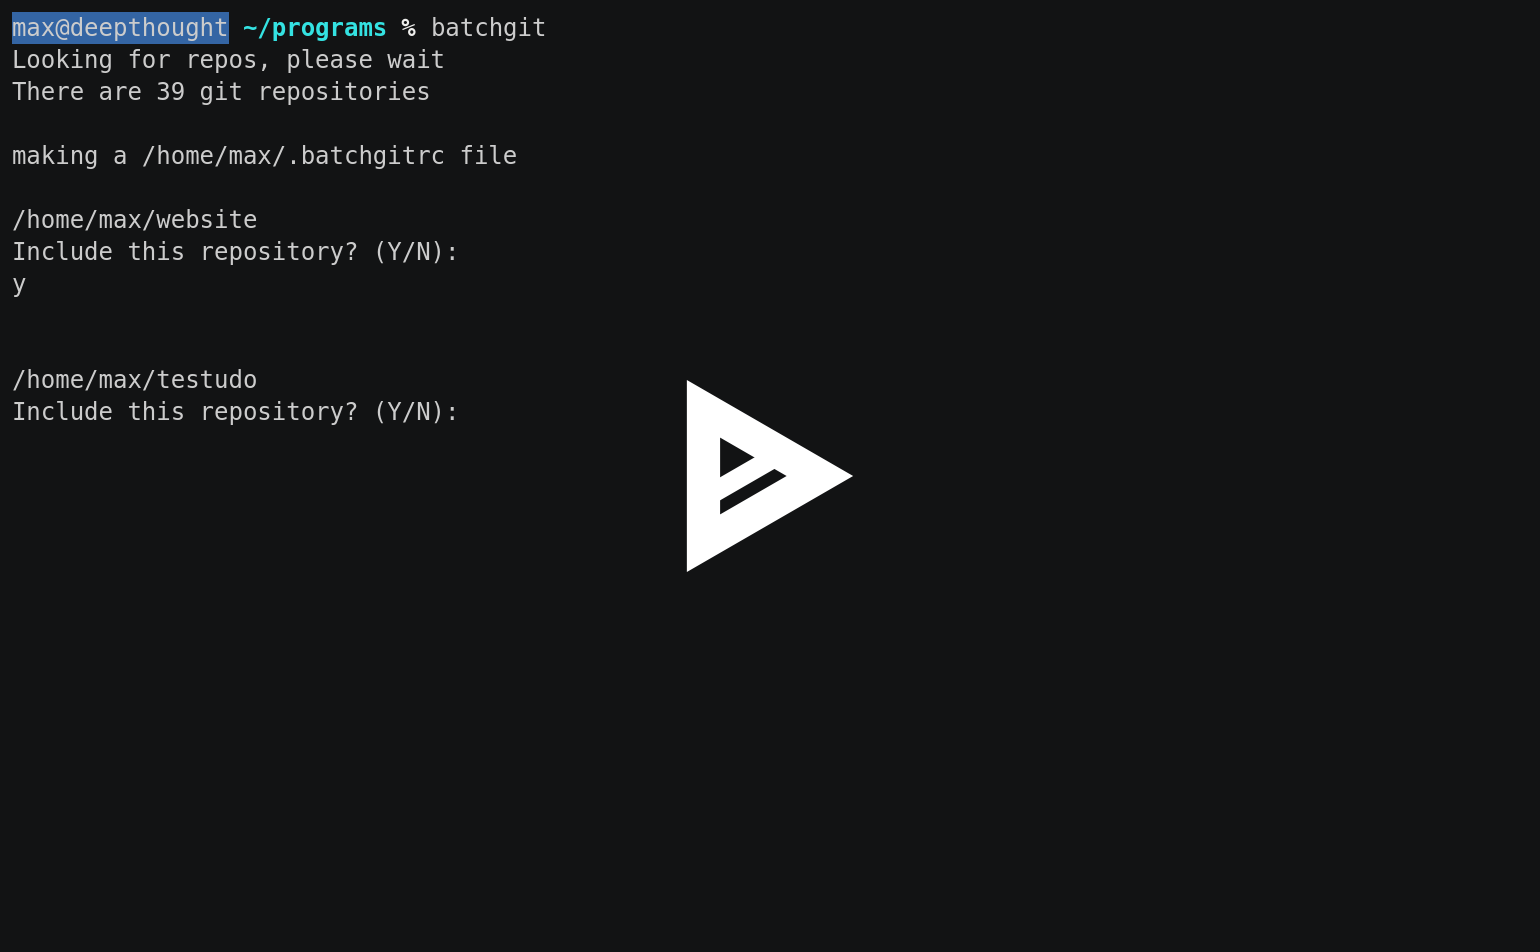 max@deepthought ~/programs % batchgit
Looking for repos, please wait
There are 39 git repositories
making a /home/max/.batchgitrc file
/home/max/website
Include this repository? (Y/N):
y
/home/max/testudo
Include this repository? (Y/N):